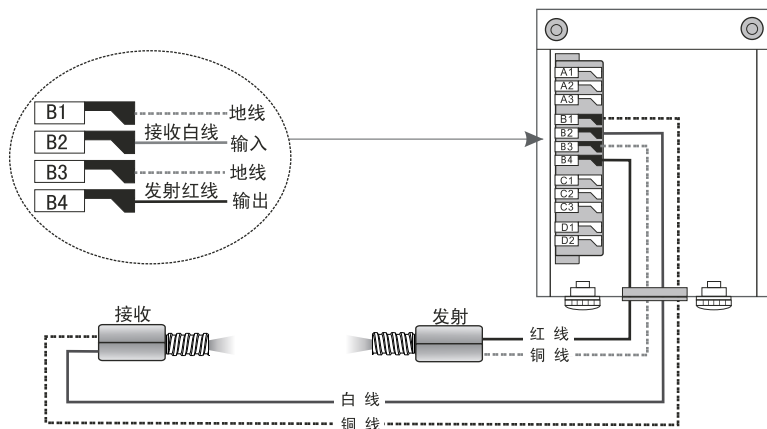 B1 地线
B2 接收白线 输入
B3 地线
B4 发射红线 输出
A1
A2
A3
B1
B2
B3
B4
C1
C2
C3
D1
D2
接收
发射
红 线
铜 线
白 线
铜 线